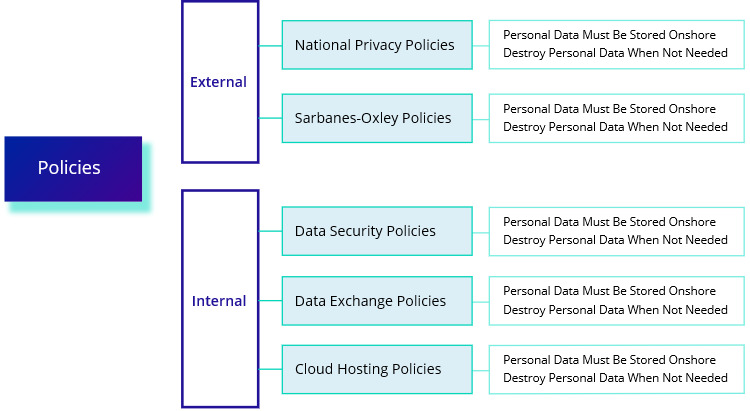 Policies
External
National Privacy Policies
Personal Data Must Be Stored Onshore
Destroy Personal Data When Not Needed
Sarbanes-Oxley Policies
Personal Data Must Be Stored Onshore
Destroy Personal Data When Not Needed
Internal
Data Security Policies
Personal Data Must Be Stored Onshore
Destroy Personal Data When Not Needed
Data Exchange Policies
Personal Data Must Be Stored Onshore
Destroy Personal Data When Not Needed
Cloud Hosting Policies
Personal Data Must Be Stored Onshore
Destroy Personal Data When Not Needed